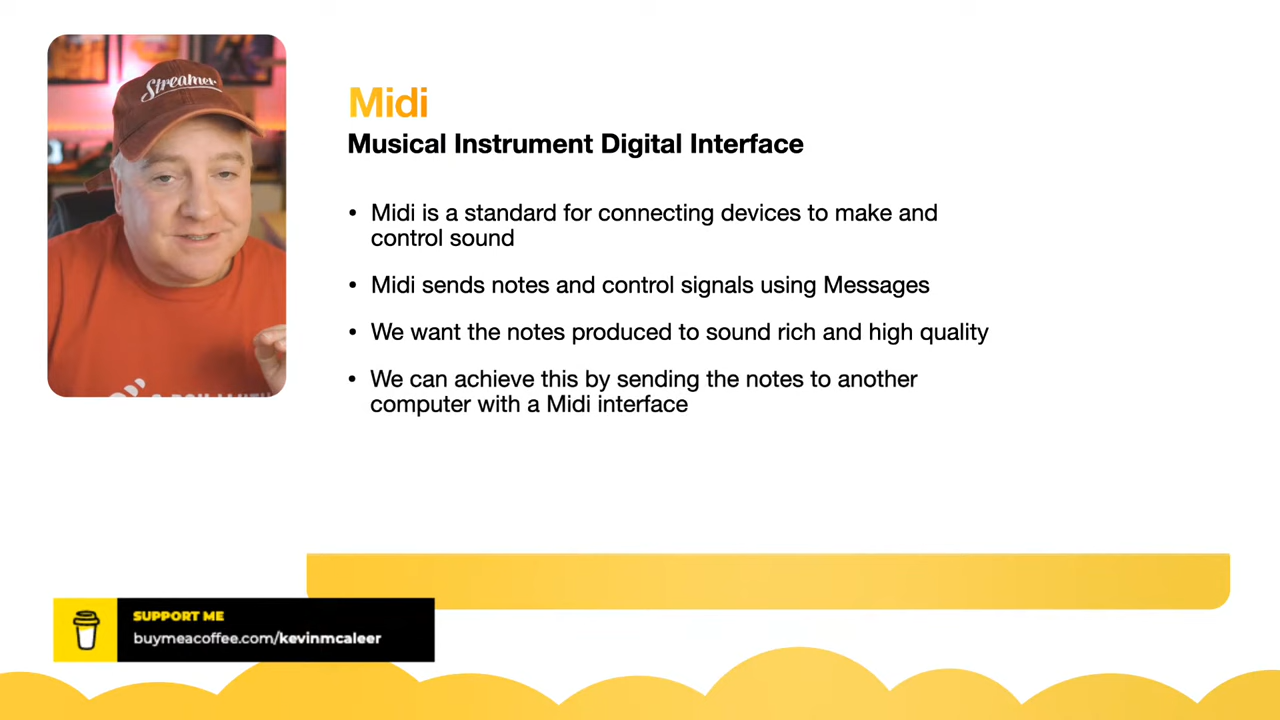 Streamer
Midi
Musical Instrument Digital Interface
• Midi is a standard for connecting devices to make and
control sound
• Midi sends notes and control signals using Messages
• We want the notes produced to sound rich and high quality
• We can achieve this by sending the notes to another
computer with a Midi interface
SUPPORT ME
buymeacoffee.com/kevinmcaleer